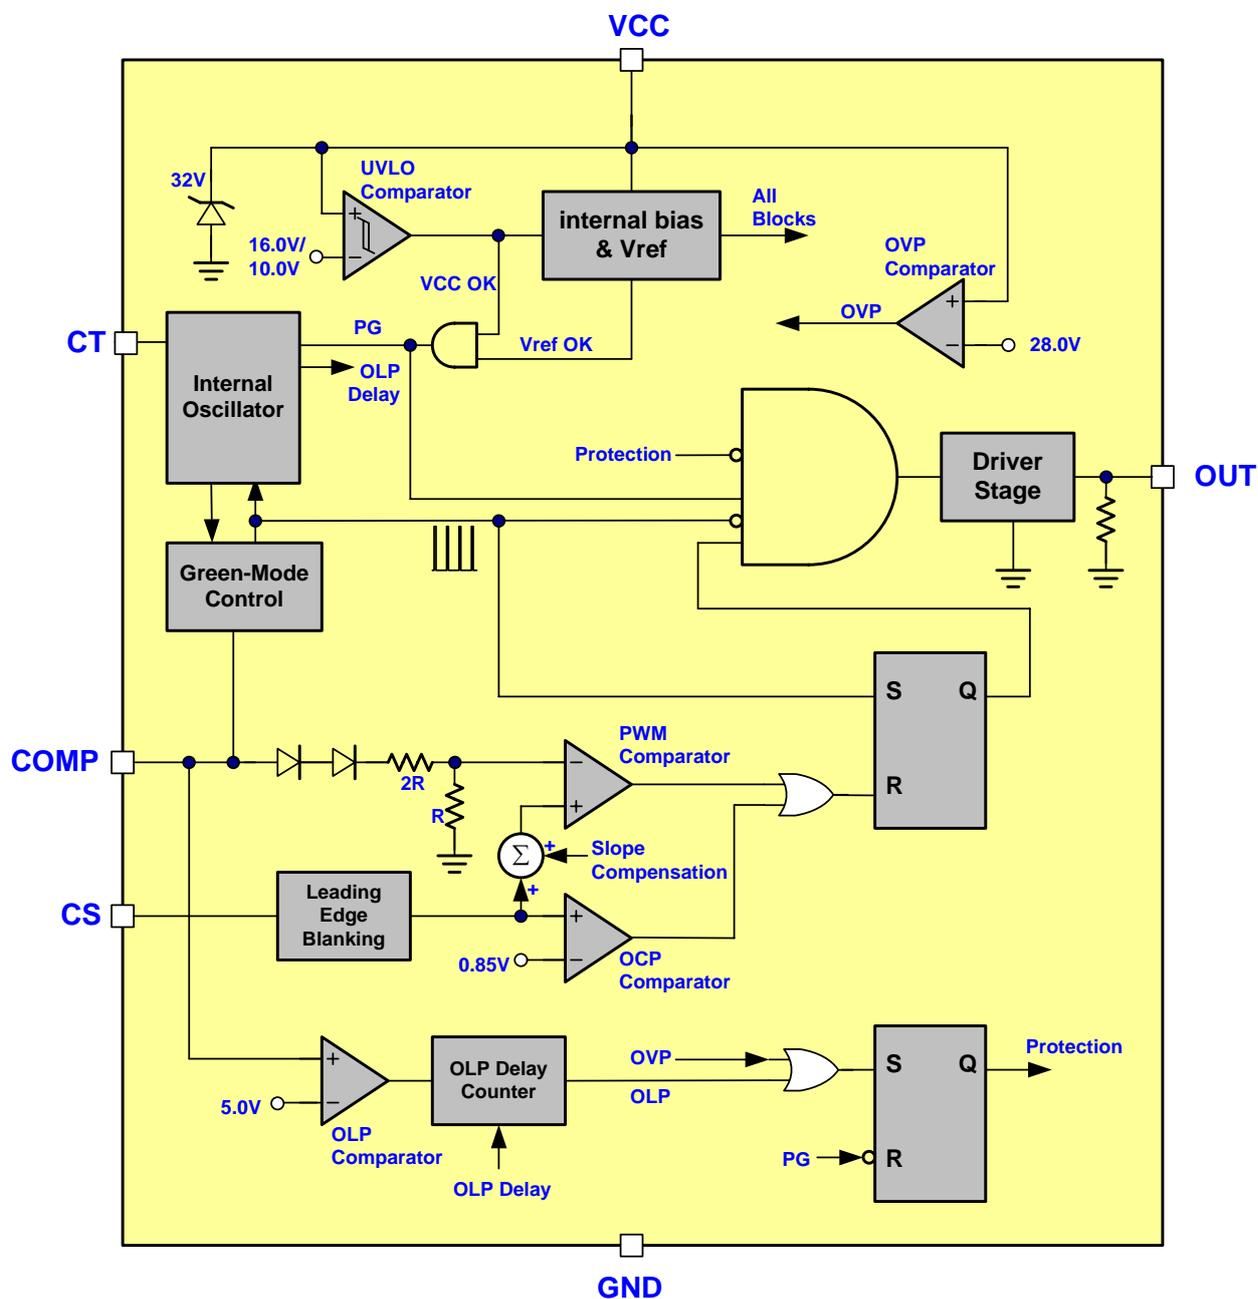 VCC
32V
UVLO
Comparator
16.0V/
10.0V
+
−
internal bias
& Vref
All
Blocks
OVP
Comparator
VCC OK
OVP
+
−
28.0V
CT
PG
Vref OK
OLP
Delay
Internal
Oscillator
Protection
Driver
Stage
OUT
Green-Mode
Control
S
Q
R
COMP
2R
R
PWM
Comparator
−
+
Σ
+
+
Slope
Compensation
CS
Leading
Edge
Blanking
+
−
0.85V
OCP
Comparator
+
−
5.0V
OLP
Comparator
OLP Delay
Counter
OLP Delay
OVP
OLP
S
Q
R
PG
Protection
GND